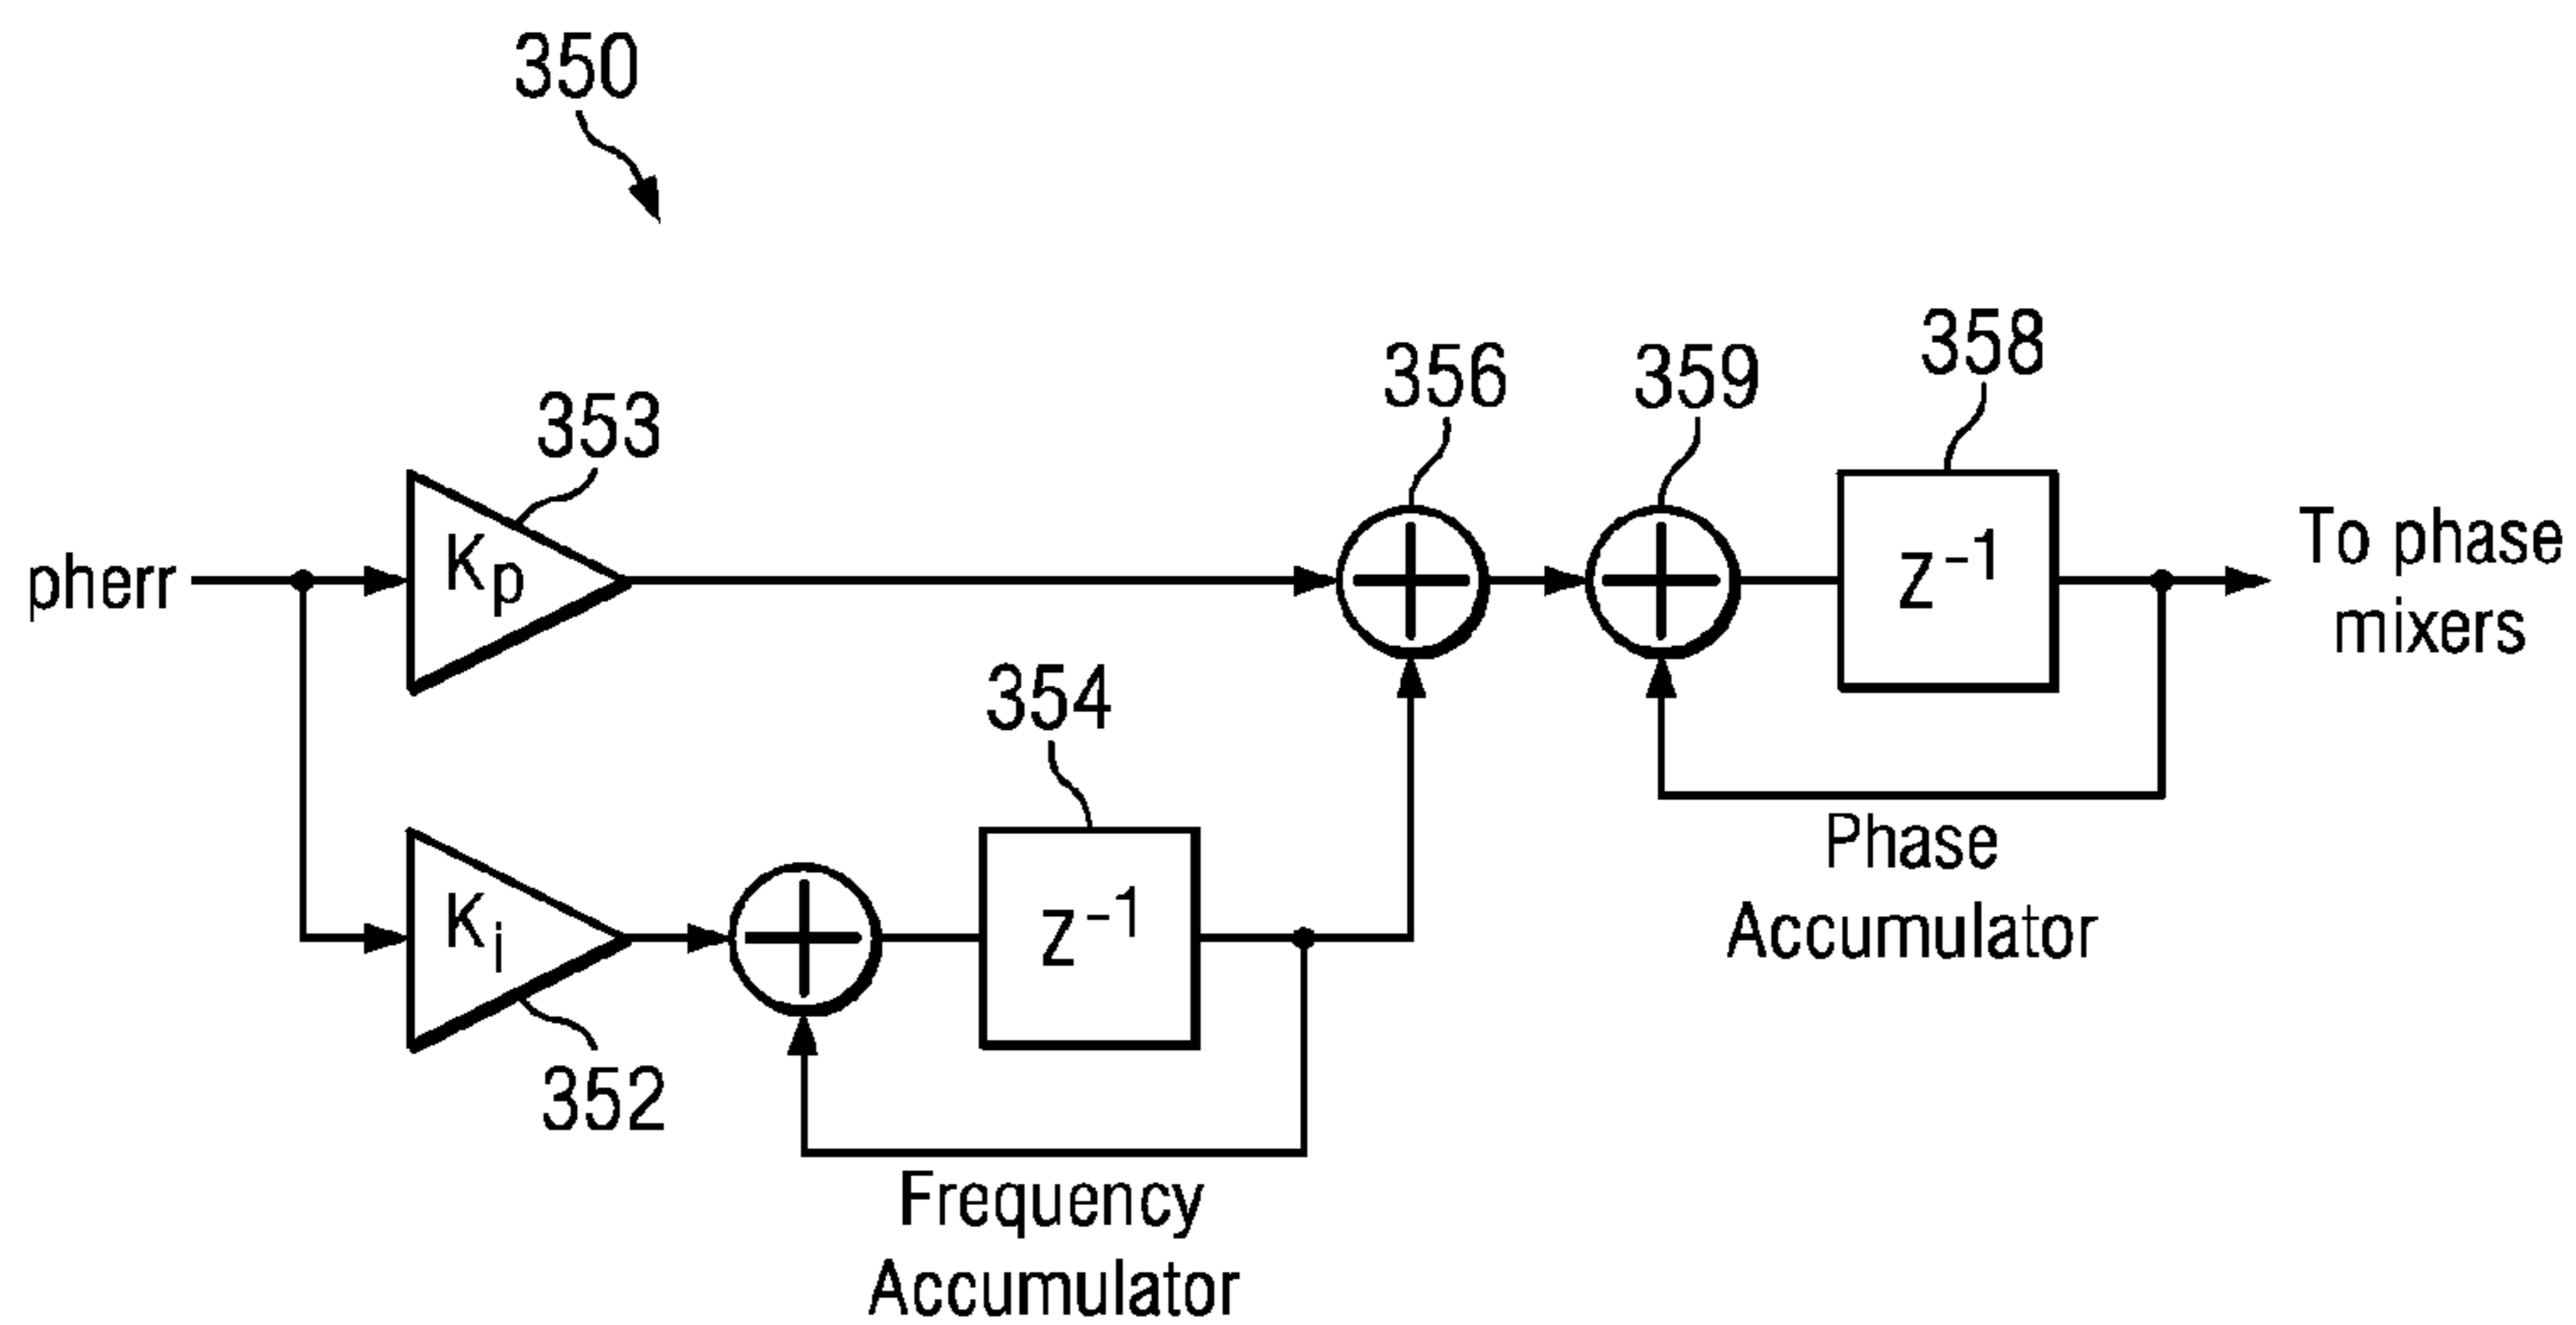 350
353
356
359
358
Kp
pherr
z-1
To phase
mixers
354
Ki
z-1
Phase
Accumulator
352
Frequency
Accumulator